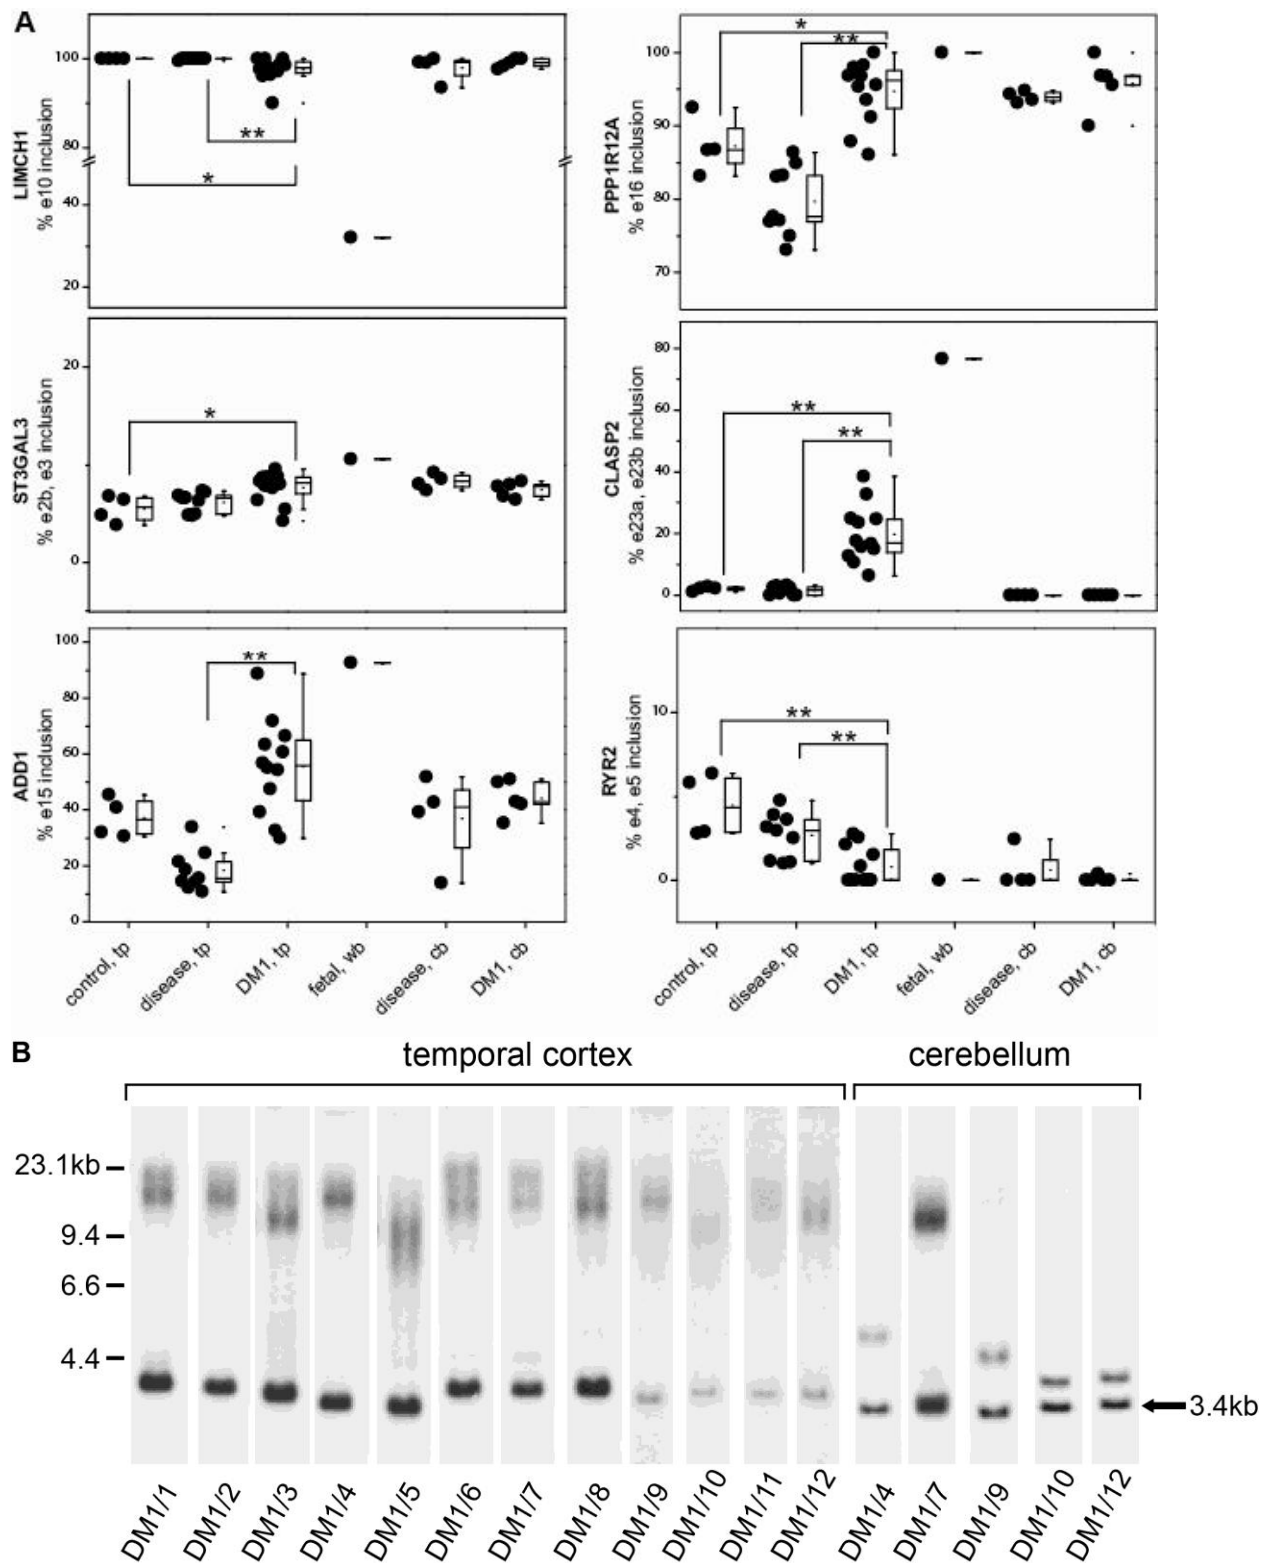 A
LIMCH1
% e10 inclusion
100
80
40
20
**
*
PPP1R12A
% e16 inclusion
100
90
80
70
*
**
ST3GAL3
% e2b, e3 inclusion
20
0
*
CLASP2
% e23a, e23b inclusion
80
60
40
20
0
**
**
ADD1
% e15 inclusion
100
80
60
40
20
0
**
RYR2
% e4, e5 inclusion
10
0
**
**
control, tp
disease, tp
DM1, tp
fetal, wb
disease, cb
DM1, cb
control, tp
disease, tp
DM1, tp
fetal, wb
disease, cb
DM1, cb
B
temporal cortex
cerebellum
23.1kb
9.4
6.6
4.4
3.4kb
DM1/1
DM1/2
DM1/3
DM1/4
DM1/5
DM1/6
DM1/7
DM1/8
DM1/9
DM1/10
DM1/11
DM1/12
DM1/4
DM1/7
DM1/9
DM1/10
DM1/12